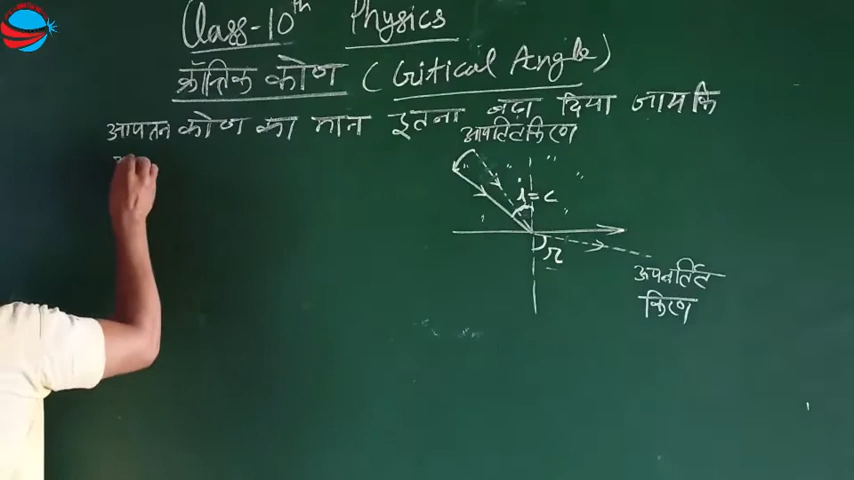 Class-10th Physics
क्रान्तिक कोण (Critical Angle)
आपतन कोण का मान इतना बढ़ा दिया जाय कि
आपतित किरण
i = c
r
अपवर्तित
किरण